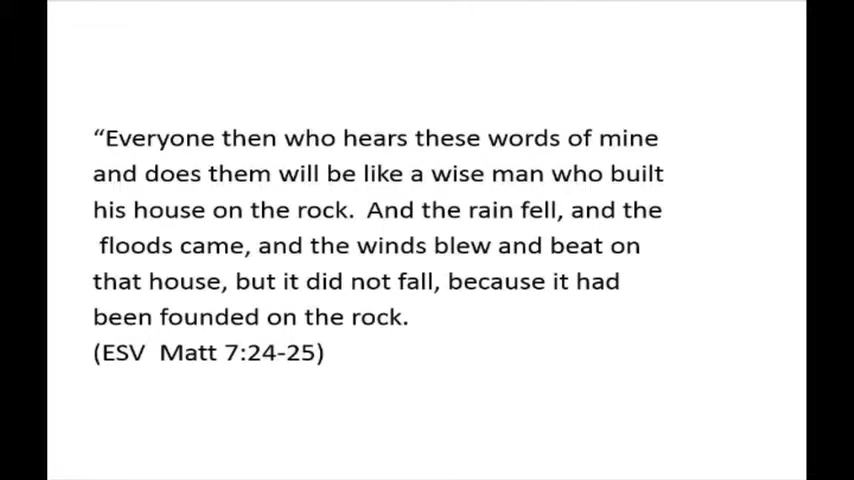 “Everyone then who hears these words of mine
and does them will be like a wise man who built
his house on the rock.  And the rain fell, and the
floods came, and the winds blew and beat on
that house, but it did not fall, because it had
been founded on the rock.
(ESV  Matt 7:24-25)